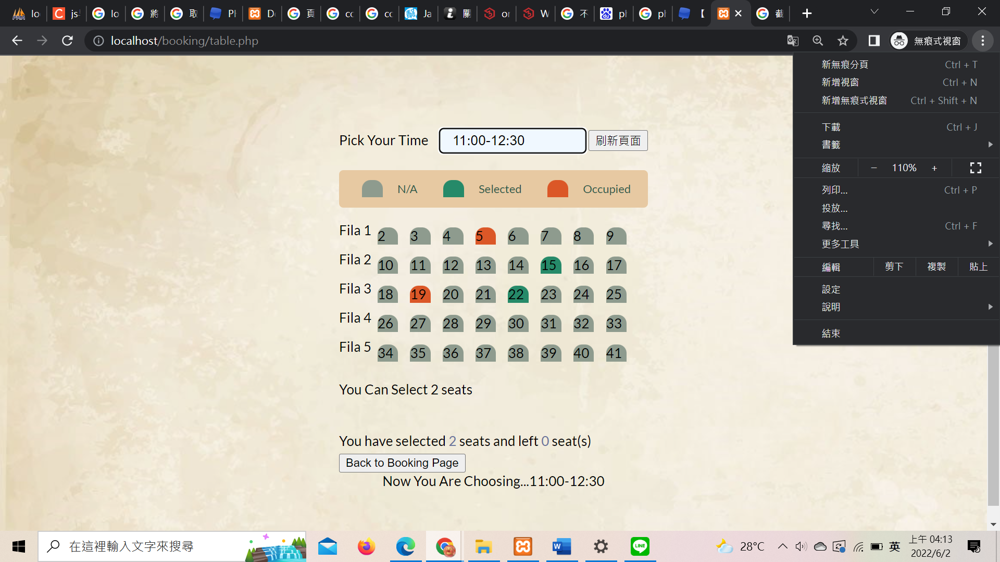 lo
js
lo
將
取
Pl
D
頁
cc
cc
Ja
關
or
W
不
pl
pl
【
截
localhost/booking/table.php
無痕式視窗
新無痕分頁 Ctrl + T
新增視窗 Ctrl + N
新增無痕式視窗 Ctrl + Shift + N
下載 Ctrl + J
書籤
縮放 − 110% +
列印... Ctrl + P
投放...
尋找... Ctrl + F
更多工具
編輯 剪下 複製 貼上
設定
說明
結束
Pick Your Time 11:00-12:30 刷新頁面
N/A Selected Occupied
Fila 1 2 3 4 5 6 7 8 9
Fila 2 10 11 12 13 14 15 16 17
Fila 3 18 19 20 21 22 23 24 25
Fila 4 26 27 28 29 30 31 32 33
Fila 5 34 35 36 37 38 39 40 41
You Can Select 2 seats
You have selected 2 seats and left 0 seat(s)
Back to Booking Page
Now You Are Choosing...11:00-12:30
在這裡輸入文字來搜尋
LINE
28°C
英
上午 04:13
2022/6/2